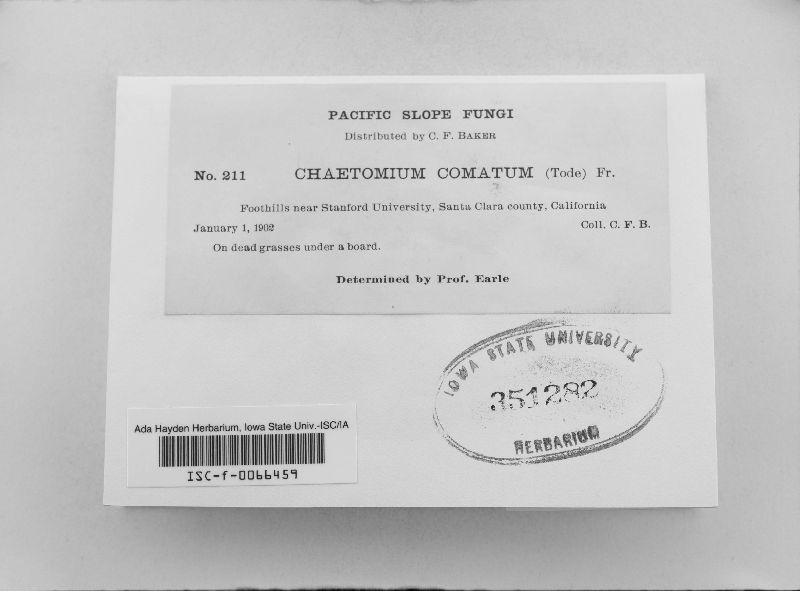 PACIFIC SLOPE FUNGI
Distributed by C. F. BAKER
No. 211 CHAETOMIUM COMATUM (Tode) Fr.
Foothills near Stanford University, Santa Clara county, California
January 1, 1902 Coll. C. F. B.
On dead grasses under a board.
Determined by Prof. Earle
IOWA STATE UNIVERSITY
351282
HERBARIUM
Ada Hayden Herbarium, Iowa State Univ.-ISC/IA
ISC-f-0066459